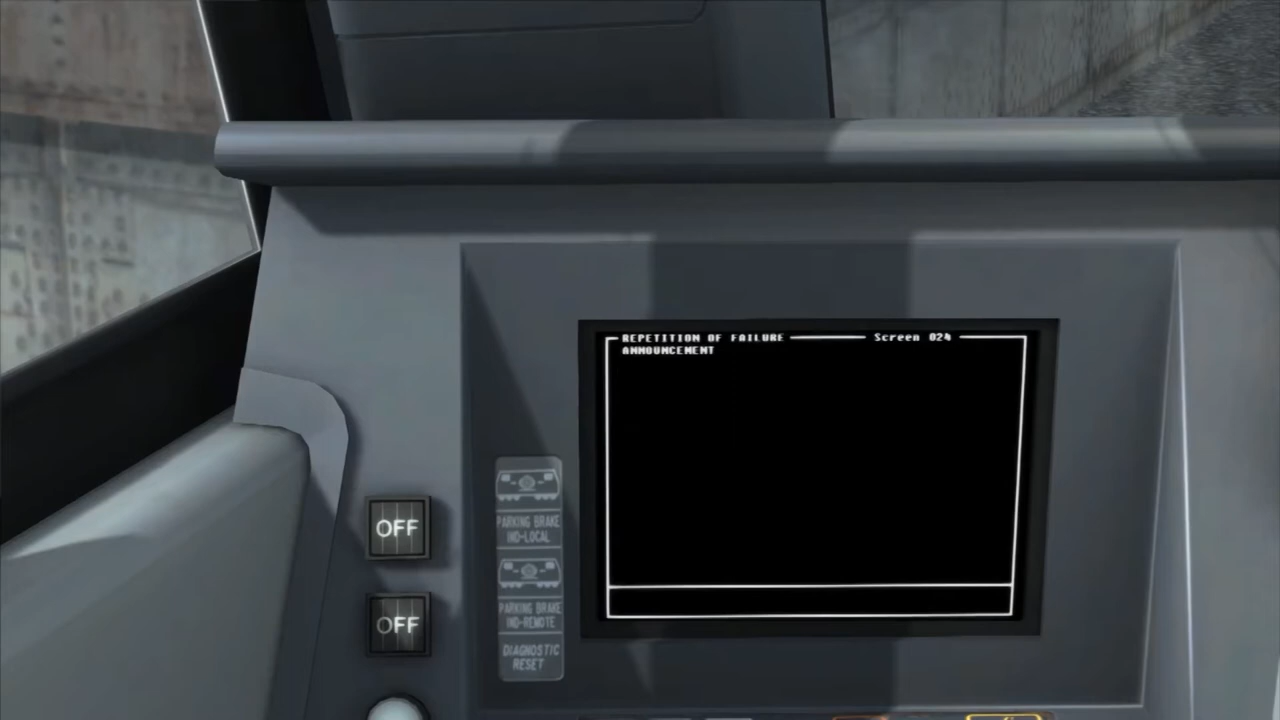 REPETITION OF FAILURE
Screen 024
ANNOUNCEMENT
OFF
PARKING BRAKE
IND-LOCAL
OFF
PARKING BRAKE
IND-REMOTE
DIAGNOSTIC
RESET